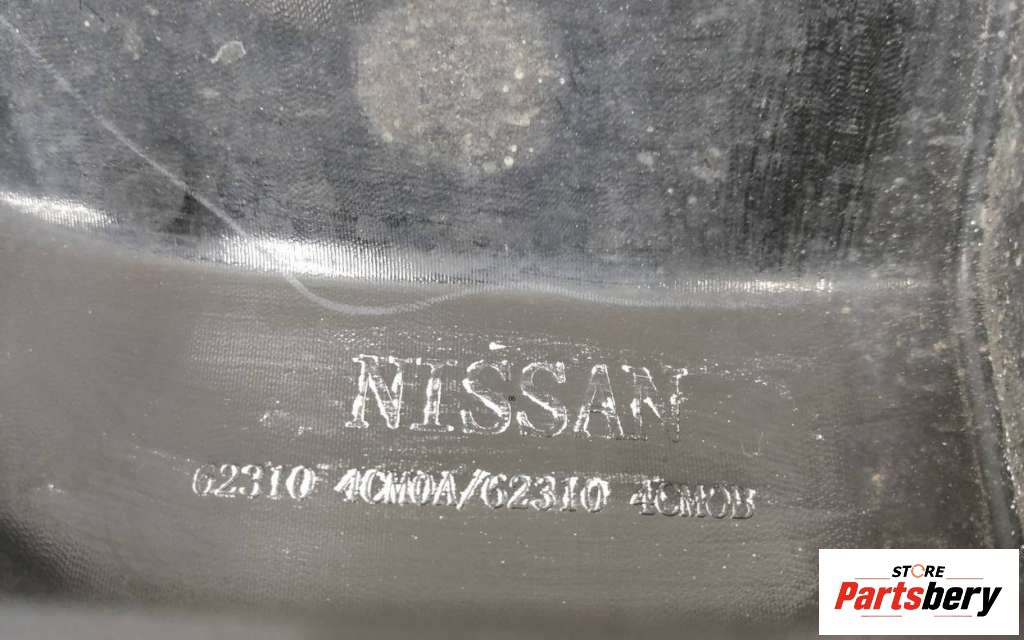 NISSAN
62310 4CM0A/62310 4CM0B
STORE
Partsbery